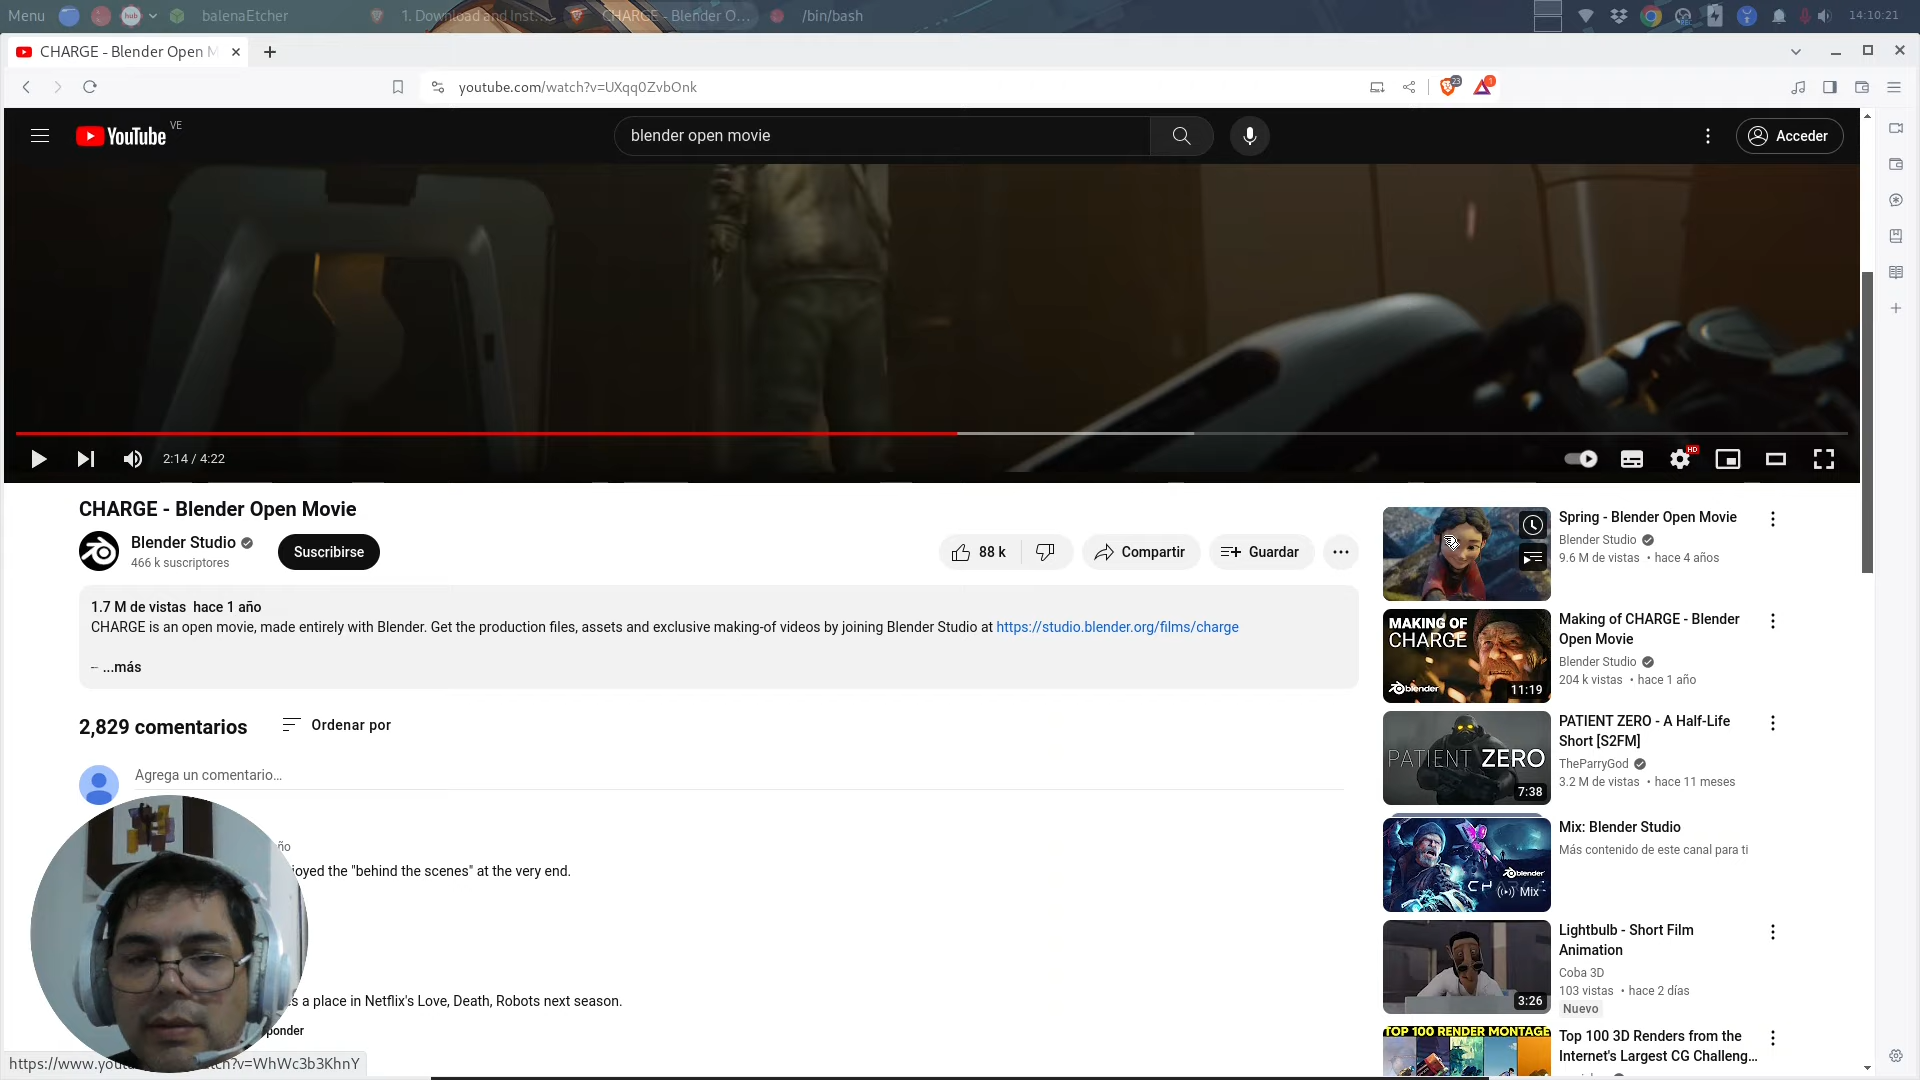 Menu
hub
balenaEtcher
1. Download and Inst...
CHARGE - Blender O...
/bin/bash
REC
14:10:21
CHARGE - Blender Open M
youtube.com/watch?v=UXqq0ZvbOnk
23
1
YouTube
VE
blender open movie
Acceder
2:14 / 4:22
HD
CHARGE - Blender Open Movie
Blender Studio
466 k suscriptores
Suscribirse
88 k
Compartir
Guardar
1.7 M de vistas hace 1 año
CHARGE is an open movie, made entirely with Blender. Get the production files, assets and exclusive making-of videos by joining Blender Studio at https://studio.blender.org/films/charge
-- ...más
2,829 comentarios
Ordenar por
Agrega un comentario...
ño
joyed the "behind the scenes" at the very end.
s a place in Netflix's Love, Death, Robots next season.
ponder
Spring - Blender Open Movie
Blender Studio
9.6 M de vistas • hace 4 años
MAKING OF
CHARGE
blender
11:19
Making of CHARGE - Blender
Open Movie
Blender Studio
204 k vistas • hace 1 año
PATIENT ZERO
7:38
PATIENT ZERO - A Half-Life
Short [S2FM]
TheParryGod
3.2 M de vistas • hace 11 meses
blender
Mix
Mix: Blender Studio
Más contenido de este canal para ti
3:26
Lightbulb - Short Film
Animation
Coba 3D
103 vistas • hace 2 días
Nuevo
TOP 100 RENDER MONTAGE
Top 100 3D Renders from the
Internet's Largest CG Challeng...
https://www.yout
tch?v=WhWc3b3KhnY